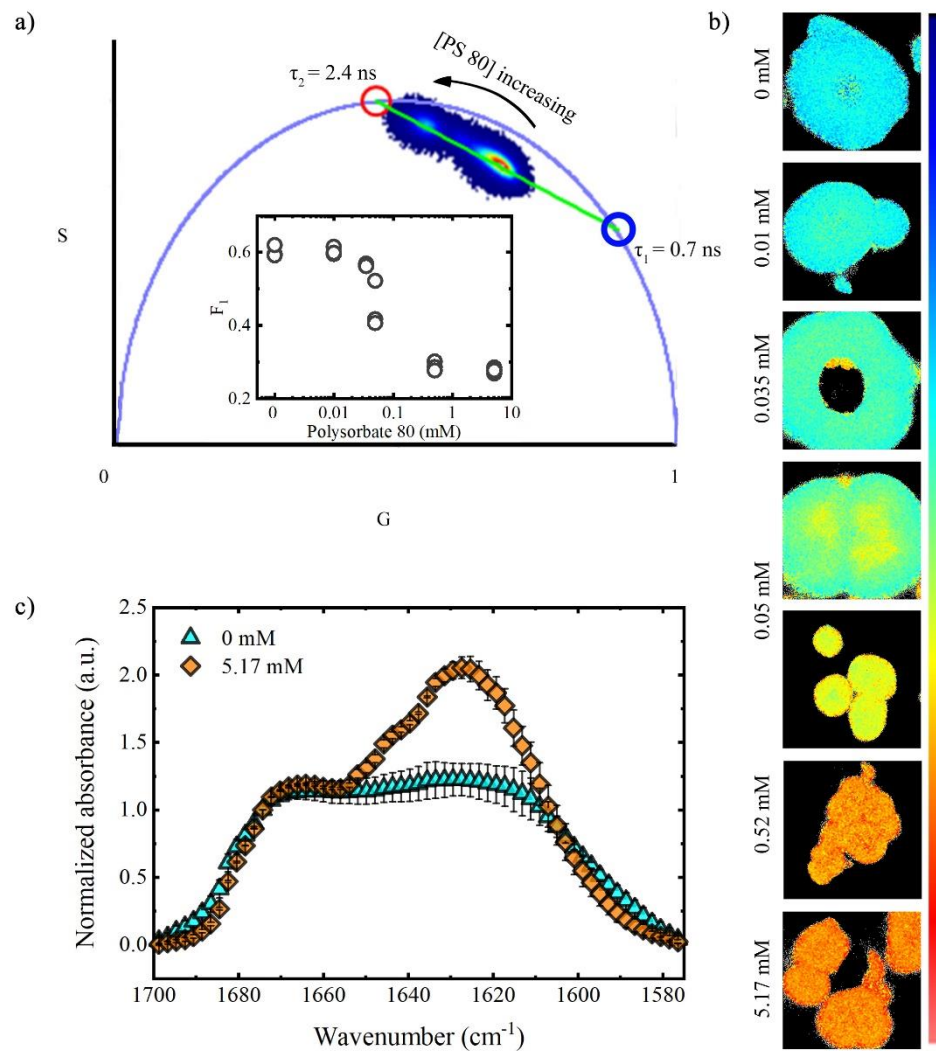 a)
[PS 80] increasing
τ2 = 2.4 ns
S
τ1 = 0.7 ns
0.6
0.4
0.2
F1
0
0.01
0.1
1
10
Polysorbate 80 (mM)
0
1
G
b)
0 mM
0.01 mM
0.035 mM
0.05 mM
0.52 mM
5.17 mM
c)
2.5
2.0
1.5
1.0
0.5
0.0
Normalized absorbance (a.u.)
0 mM
5.17 mM
1700
1680
1660
1640
1620
1600
1580
Wavenumber (cm-1)